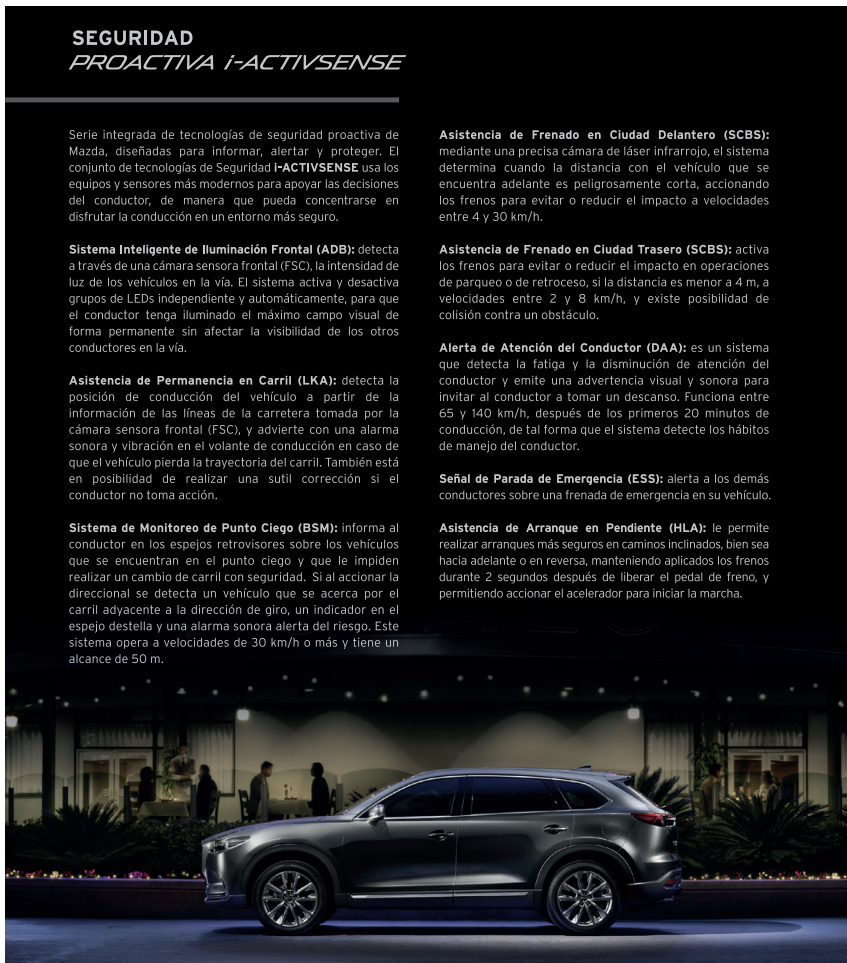 SEGURIDAD
PROACTIVA i-ACTIVSENSE
Serie integrada de tecnologías de seguridad proactiva de
Mazda, diseñadas para informar, alertar y proteger. El
conjunto de tecnologías de Seguridad i-ACTIVSENSE usa los
equipos y sensores más modernos para apoyar las decisiones
del conductor, de manera que pueda concentrarse en
disfrutar la conducción en un entorno más seguro.
Sistema Inteligente de Iluminación Frontal (ADB): detecta
a través de una cámara sensora frontal (FSC), la intensidad de
luz de los vehículos en la vía. El sistema activa y desactiva
grupos de LEDs independiente y automáticamente, para que
el conductor tenga iluminado el máximo campo visual de
forma permanente sin afectar la visibilidad de los otros
conductores en la vía.
Asistencia de Permanencia en Carril (LKA): detecta la
posición de conducción del vehículo a partir de la
información de las líneas de la carretera tomada por la
cámara sensora frontal (FSC), y advierte con una alarma
sonora y vibración en el volante de conducción en caso de
que el vehículo pierda la trayectoria del carril. También está
en posibilidad de realizar una sutil corrección si el
conductor no toma acción.
Sistema de Monitoreo de Punto Ciego (BSM): informa al
conductor en los espejos retrovisores sobre los vehículos
que se encuentran en el punto ciego y que le impiden
realizar un cambio de carril con seguridad. Si al accionar la
direccional se detecta un vehículo que se acerca por el
carril adyacente a la dirección de giro, un indicador en el
espejo destella y una alarma sonora alerta del riesgo. Este
sistema opera a velocidades de 30 km/h o más y tiene un
alcance de 50 m.
Asistencia de Frenado en Ciudad Delantero (SCBS):
mediante una precisa cámara de láser infrarrojo, el sistema
determina cuando la distancia con el vehículo que se
encuentra adelante es peligrosamente corta, accionando
los frenos para evitar o reducir el impacto a velocidades
entre 4 y 30 km/h.
Asistencia de Frenado en Ciudad Trasero (SCBS): activa
los frenos para evitar o reducir el impacto en operaciones
de parqueo o de retroceso, si la distancia es menor a 4 m, a
velocidades entre 2 y 8 km/h, y existe posibilidad de
colisión contra un obstáculo.
Alerta de Atención del Conductor (DAA): es un sistema
que detecta la fatiga y la disminución de atención del
conductor y emite una advertencia visual y sonora para
invitar al conductor a tomar un descanso. Funciona entre
65 y 140 km/h, después de los primeros 20 minutos de
conducción, de tal forma que el sistema detecte los hábitos
de manejo del conductor.
Señal de Parada de Emergencia (ESS): alerta a los demás
conductores sobre una frenada de emergencia en su vehículo.
Asistencia de Arranque en Pendiente (HLA): le permite
realizar arranques más seguros en caminos inclinados, bien sea
hacia adelante o en reversa, manteniendo aplicados los frenos
durante 2 segundos después de liberar el pedal de freno, y
permitiendo accionar el acelerador para iniciar la marcha.